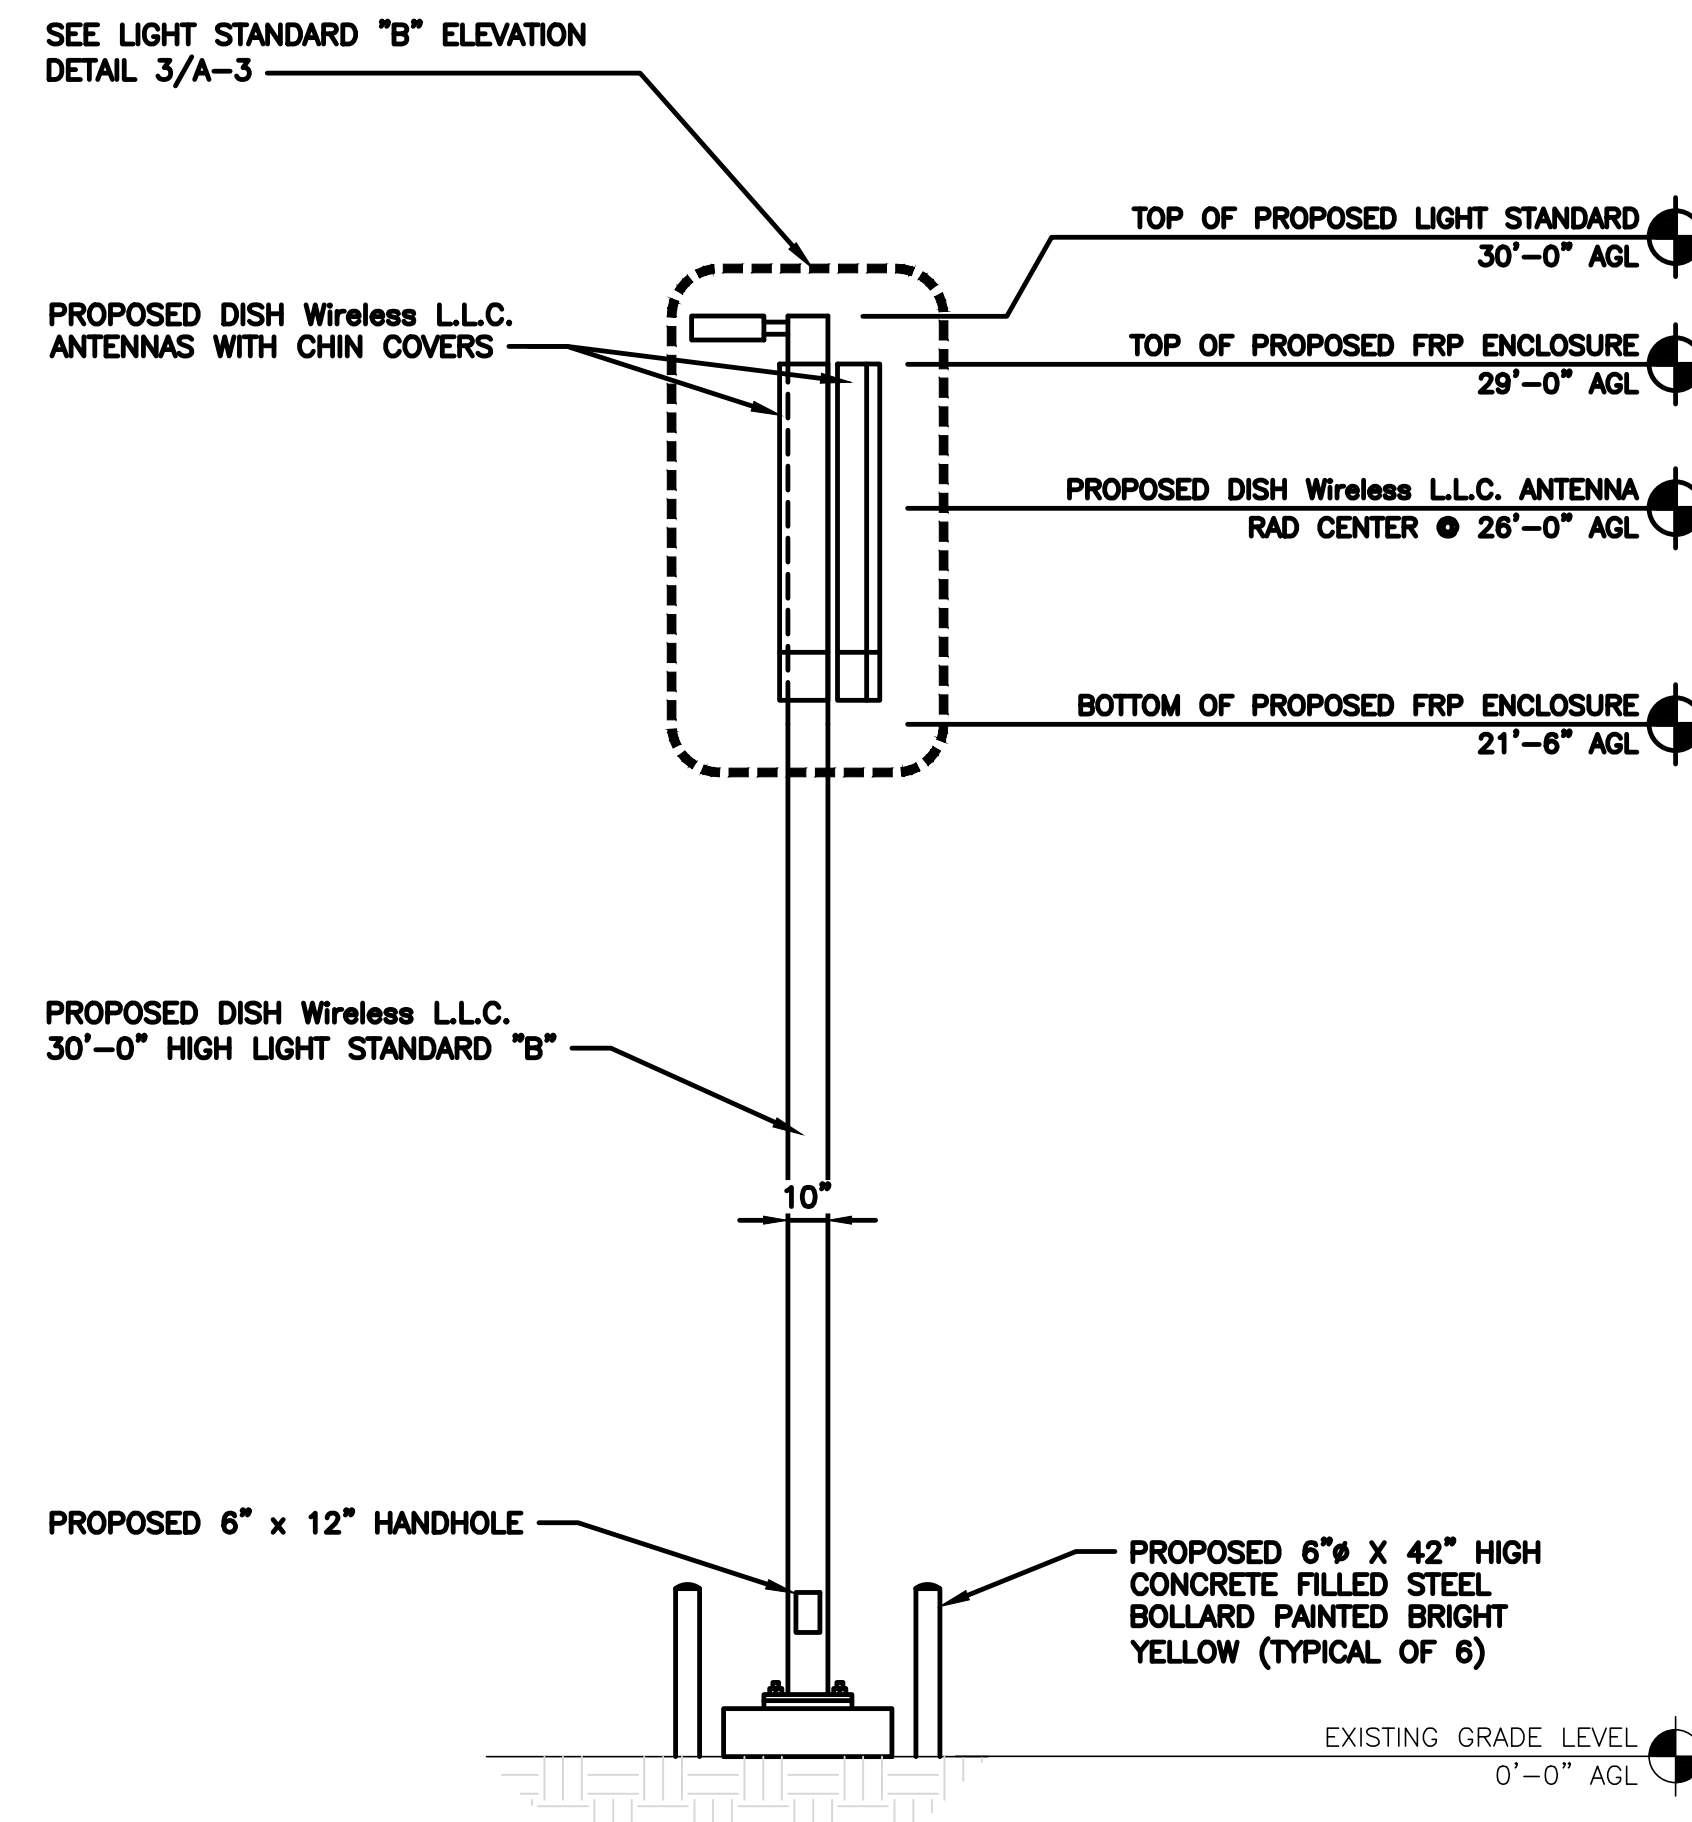 SEE LIGHT STANDARD "B" ELEVATION
DETAIL 3/A-3
TOP OF PROPOSED LIGHT STANDARD
30'-0" AGL
PROPOSED DISH Wireless L.L.C.
ANTENNAS WITH CHIN COVERS
TOP OF PROPOSED FRP ENCLOSURE
29'-0" AGL
PROPOSED DISH Wireless L.L.C. ANTENNA
RAD CENTER @ 26'-0" AGL
BOTTOM OF PROPOSED FRP ENCLOSURE
21'-6" AGL
PROPOSED DISH Wireless L.L.C.
30'-0" HIGH LIGHT STANDARD "B"
10"
PROPOSED 6" x 12" HANDHOLE
PROPOSED 6"ø X 42" HIGH
CONCRETE FILLED STEEL
BOLLARD PAINTED BRIGHT
YELLOW (TYPICAL OF 6)
EXISTING GRADE LEVEL
0'-0" AGL